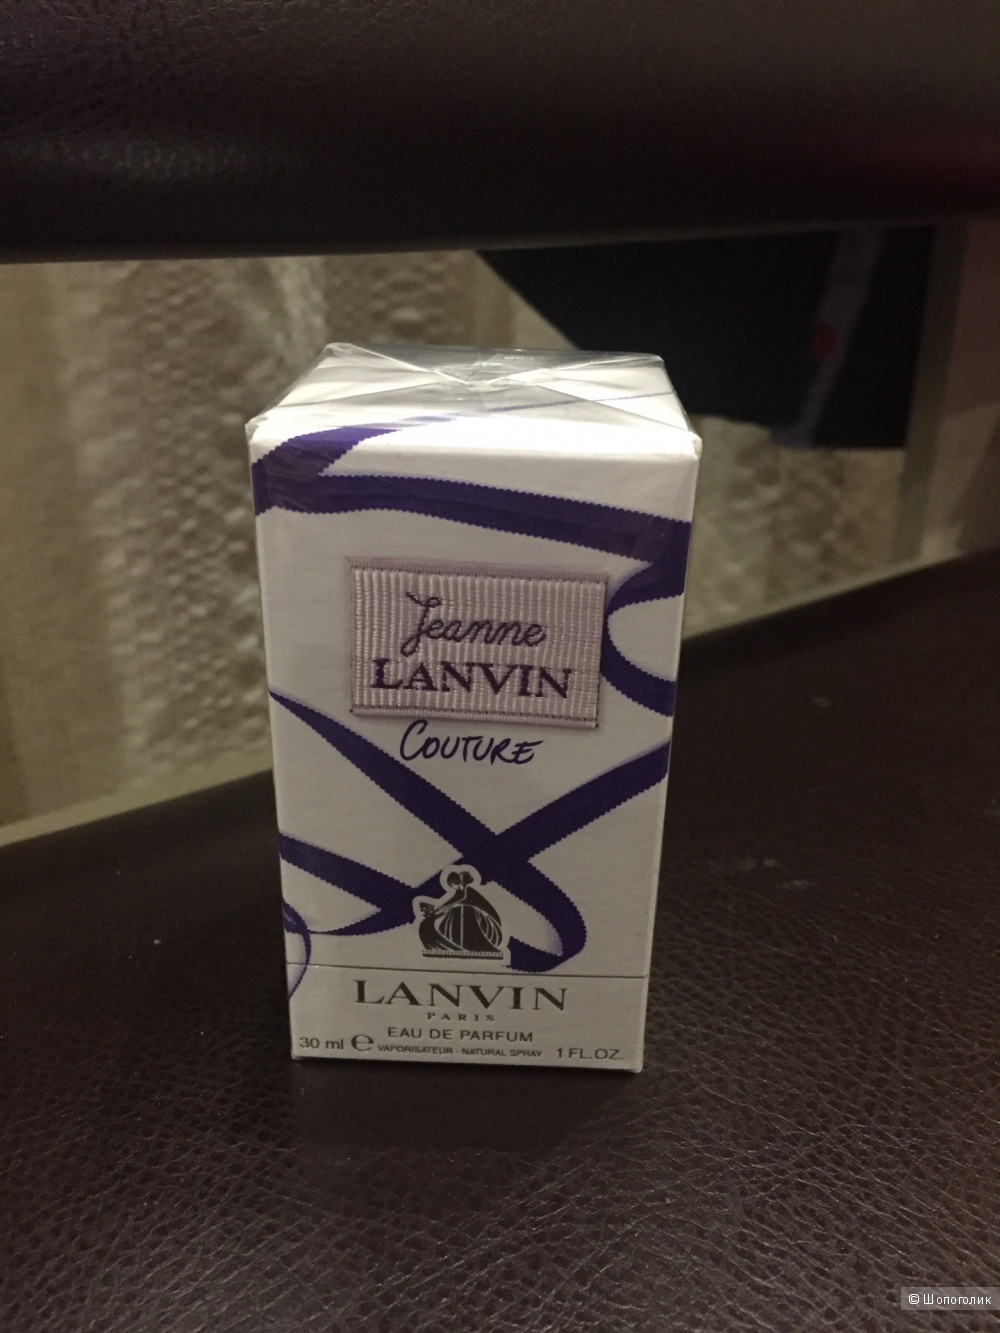 Jeanne
LANVIN
COUTURE
LANVIN
PARIS
EAU DE PARFUM
30 ml e VAPORISATEUR - NATURAL SPRAY 1 FL.OZ.
© Шопоголик